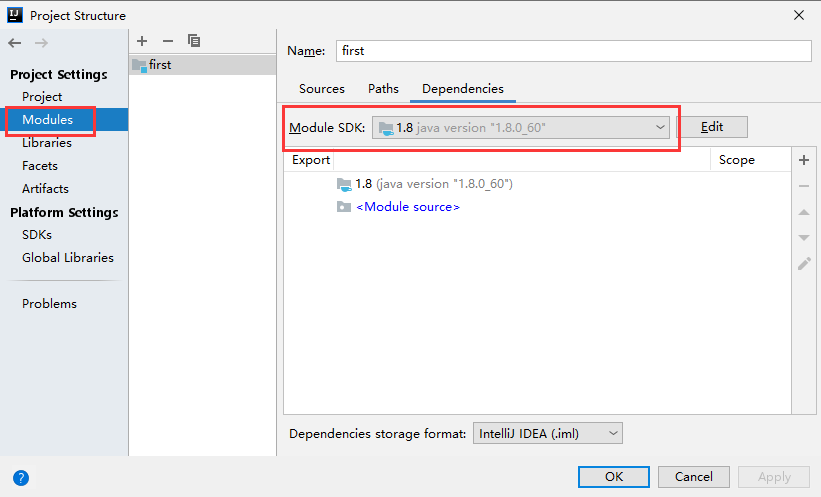 Project Structure
Project Settings
Project
Modules
Libraries
Facets
Artifacts
Platform Settings
SDKs
Global Libraries
Problems
first
Name: first
Sources Paths Dependencies
Module SDK: 1.8 java version "1.8.0_60" Edit
Export Scope
1.8 (java version "1.8.0_60")
<Module source>
Dependencies storage format: IntelliJ IDEA (.iml)
? OK Cancel Apply